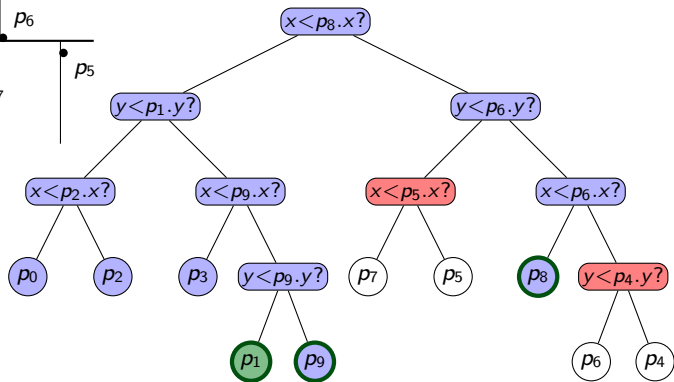 p6
x<p8.x?
p5
y<p1.y? y<p6.y?
x<p2.x? x<p9.x? x<p5.x? x<p6.x?
p0 p2 p3 y<p9.y? p7 p5 p8 y<p4.y?
p1 p9 p6 p4